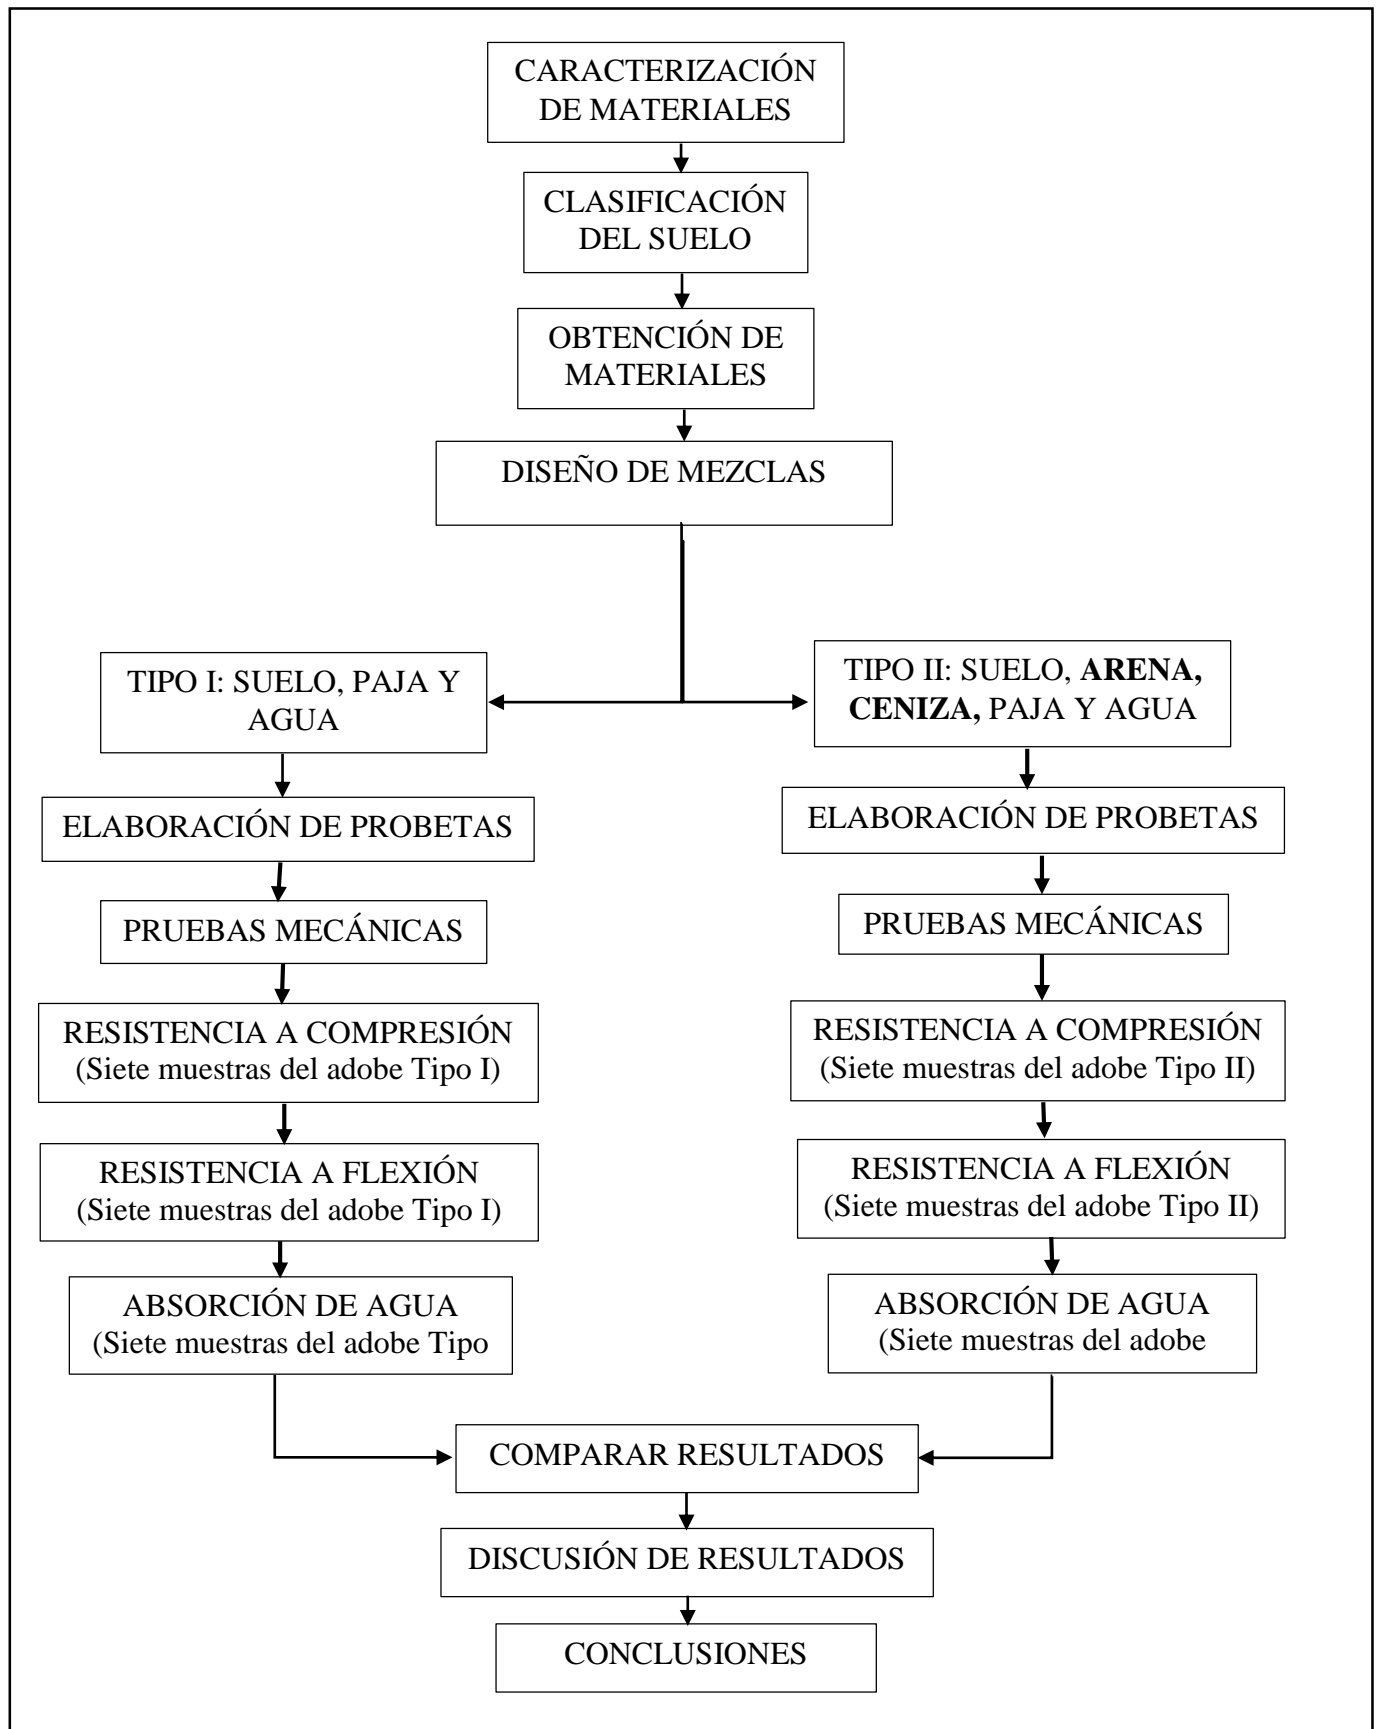 CARACTERIZACIÓN
DE MATERIALES
CLASIFICACIÓN
DEL SUELO
OBTENCIÓN DE
MATERIALES
DISEÑO DE MEZCLAS
TIPO I: SUELO, PAJA Y
AGUA
TIPO II: SUELO, ARENA,
CENIZA, PAJA Y AGUA
ELABORACIÓN DE PROBETAS
ELABORACIÓN DE PROBETAS
PRUEBAS MECÁNICAS
PRUEBAS MECÁNICAS
RESISTENCIA A COMPRESIÓN
(Siete muestras del adobe Tipo I)
RESISTENCIA A COMPRESIÓN
(Siete muestras del adobe Tipo II)
RESISTENCIA A FLEXIÓN
(Siete muestras del adobe Tipo I)
RESISTENCIA A FLEXIÓN
(Siete muestras del adobe Tipo II)
ABSORCIÓN DE AGUA
(Siete muestras del adobe Tipo
ABSORCIÓN DE AGUA
(Siete muestras del adobe
COMPARAR RESULTADOS
DISCUSIÓN DE RESULTADOS
CONCLUSIONES